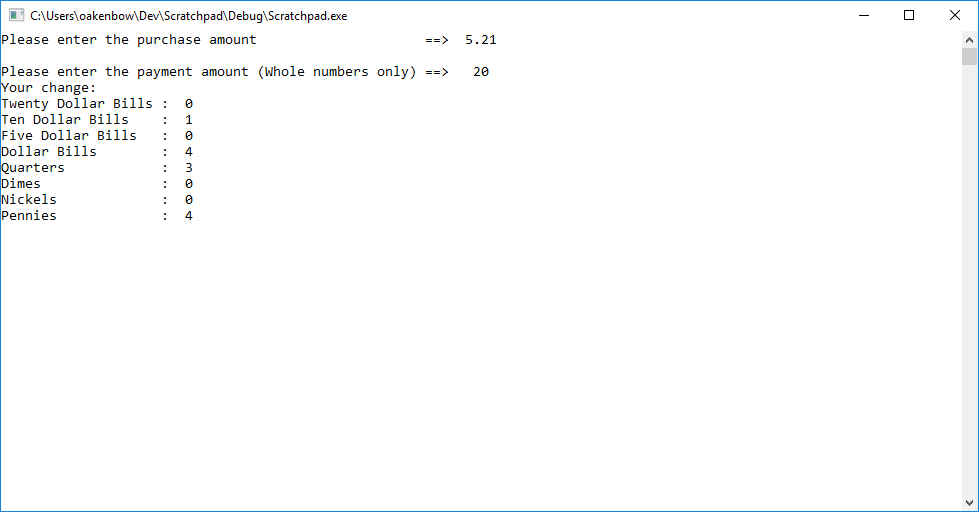 C:\Users\oakenbow\Dev\Scratchpad\Debug\Scratchpad.exe
Please enter the purchase amount                     ==>  5.21
Please enter the payment amount (Whole numbers only) ==>   20
Your change:
Twenty Dollar Bills :  0
Ten Dollar Bills    :  1
Five Dollar Bills   :  0
Dollar Bills        :  4
Quarters            :  3
Dimes               :  0
Nickels             :  0
Pennies             :  4